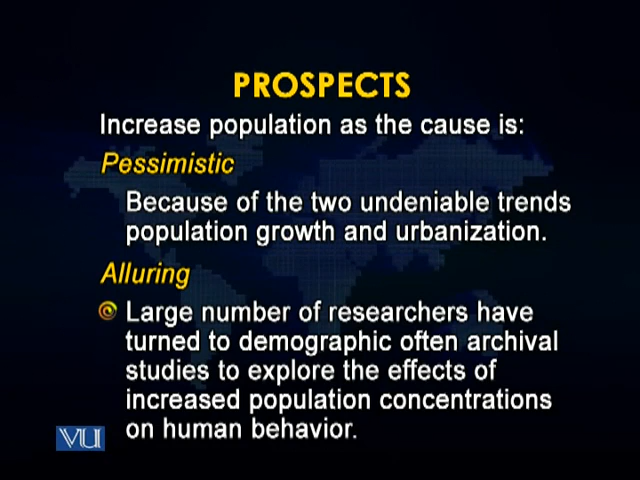 PROSPECTS
Increase population as the cause is:
Pessimistic
Because of the two undeniable trends
population growth and urbanization.
Alluring
Large number of researchers have
turned to demographic often archival
studies to explore the effects of
increased population concentrations
on human behavior.
VU